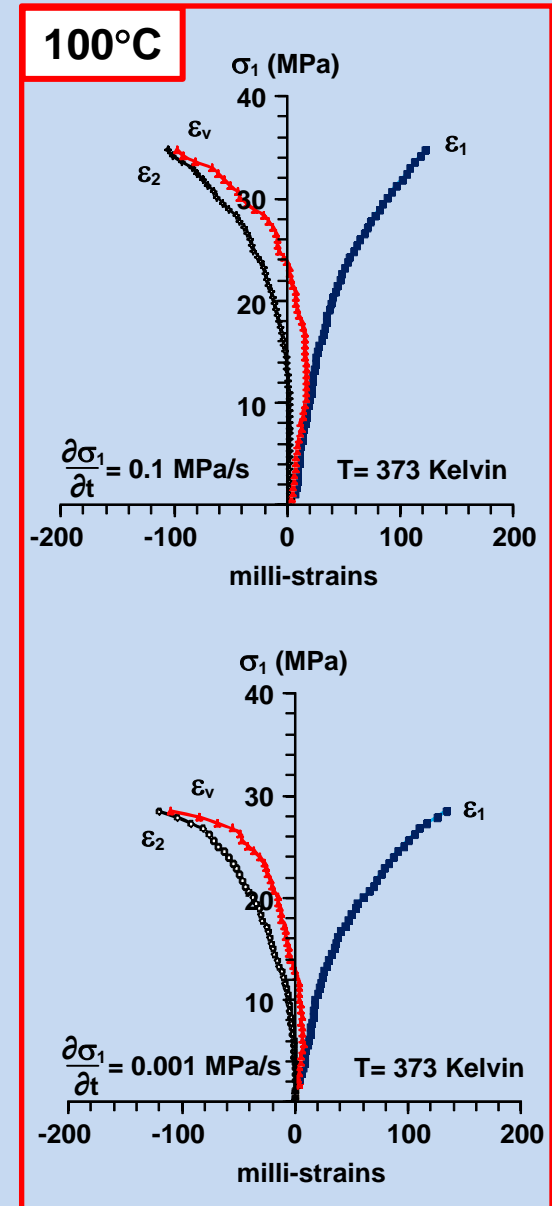 100°C
σ₁ (MPa)
40
εᵥ
ε₁
ε₂
30
20
10
∂σ₁/∂t = 0.1 MPa/s
T= 373 Kelvin
-200 -100 0 100 200
milli-strains
σ₁ (MPa)
40
30
εᵥ
ε₁
ε₂
20
10
∂σ₁/∂t = 0.001 MPa/s
T= 373 Kelvin
-200 -100 0 100 200
milli-strains